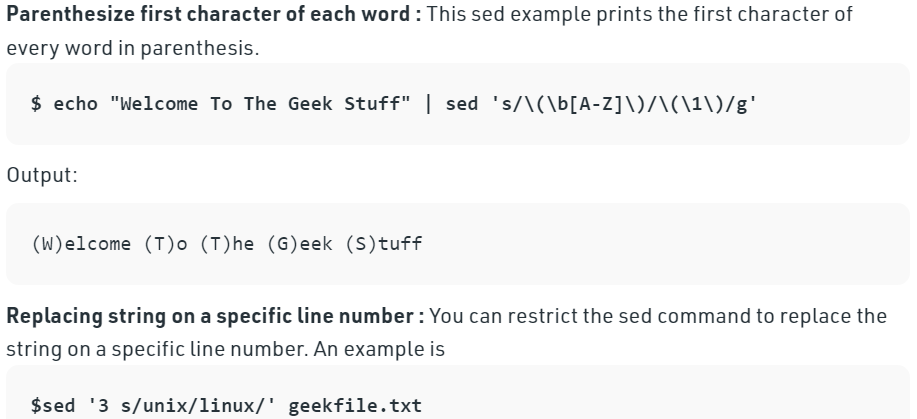 Parenthesize first character of each word : This sed example prints the first character of
every word in parenthesis.
$ echo "Welcome To The Geek Stuff" | sed 's/\(\b[A-Z]\)/\(\1\)/g'
Output:
(W)elcome (T)o (T)he (G)eek (S)tuff
Replacing string on a specific line number : You can restrict the sed command to replace the
string on a specific line number. An example is
$sed '3 s/unix/linux/' geekfile.txt